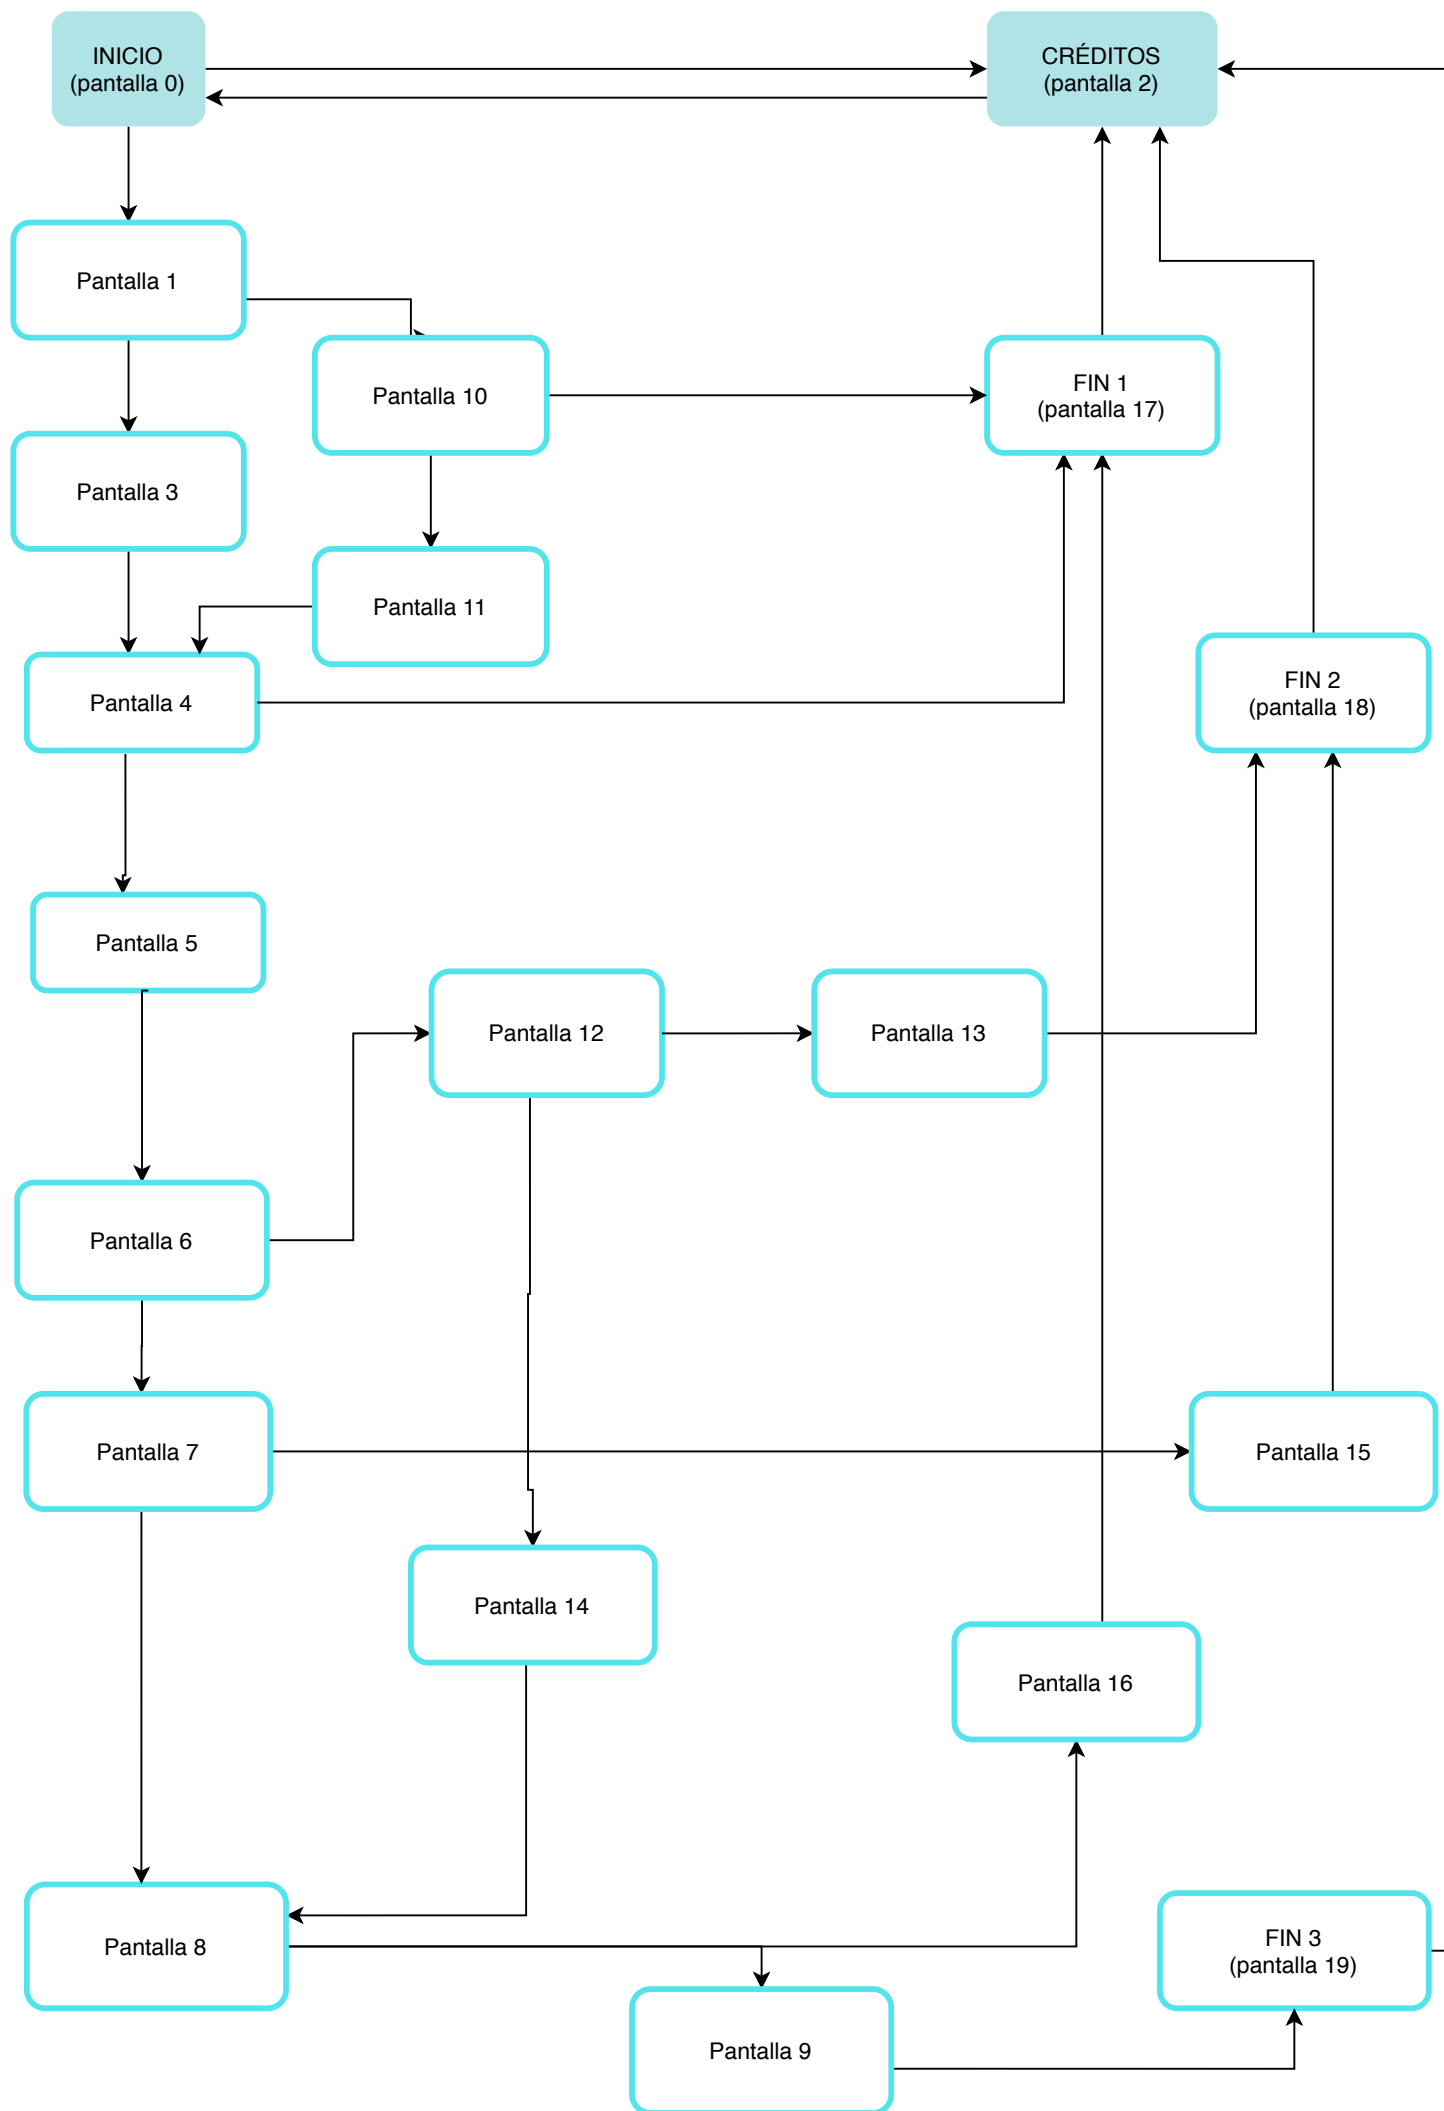 INICIO
(pantalla 0)
CRÉDITOS
(pantalla 2)
Pantalla 1
Pantalla 10
FIN 1
(pantalla 17)
Pantalla 3
Pantalla 11
Pantalla 4
FIN 2
(pantalla 18)
Pantalla 5
Pantalla 12
Pantalla 13
Pantalla 6
Pantalla 7
Pantalla 15
Pantalla 14
Pantalla 16
Pantalla 8
FIN 3
(pantalla 19)
Pantalla 9